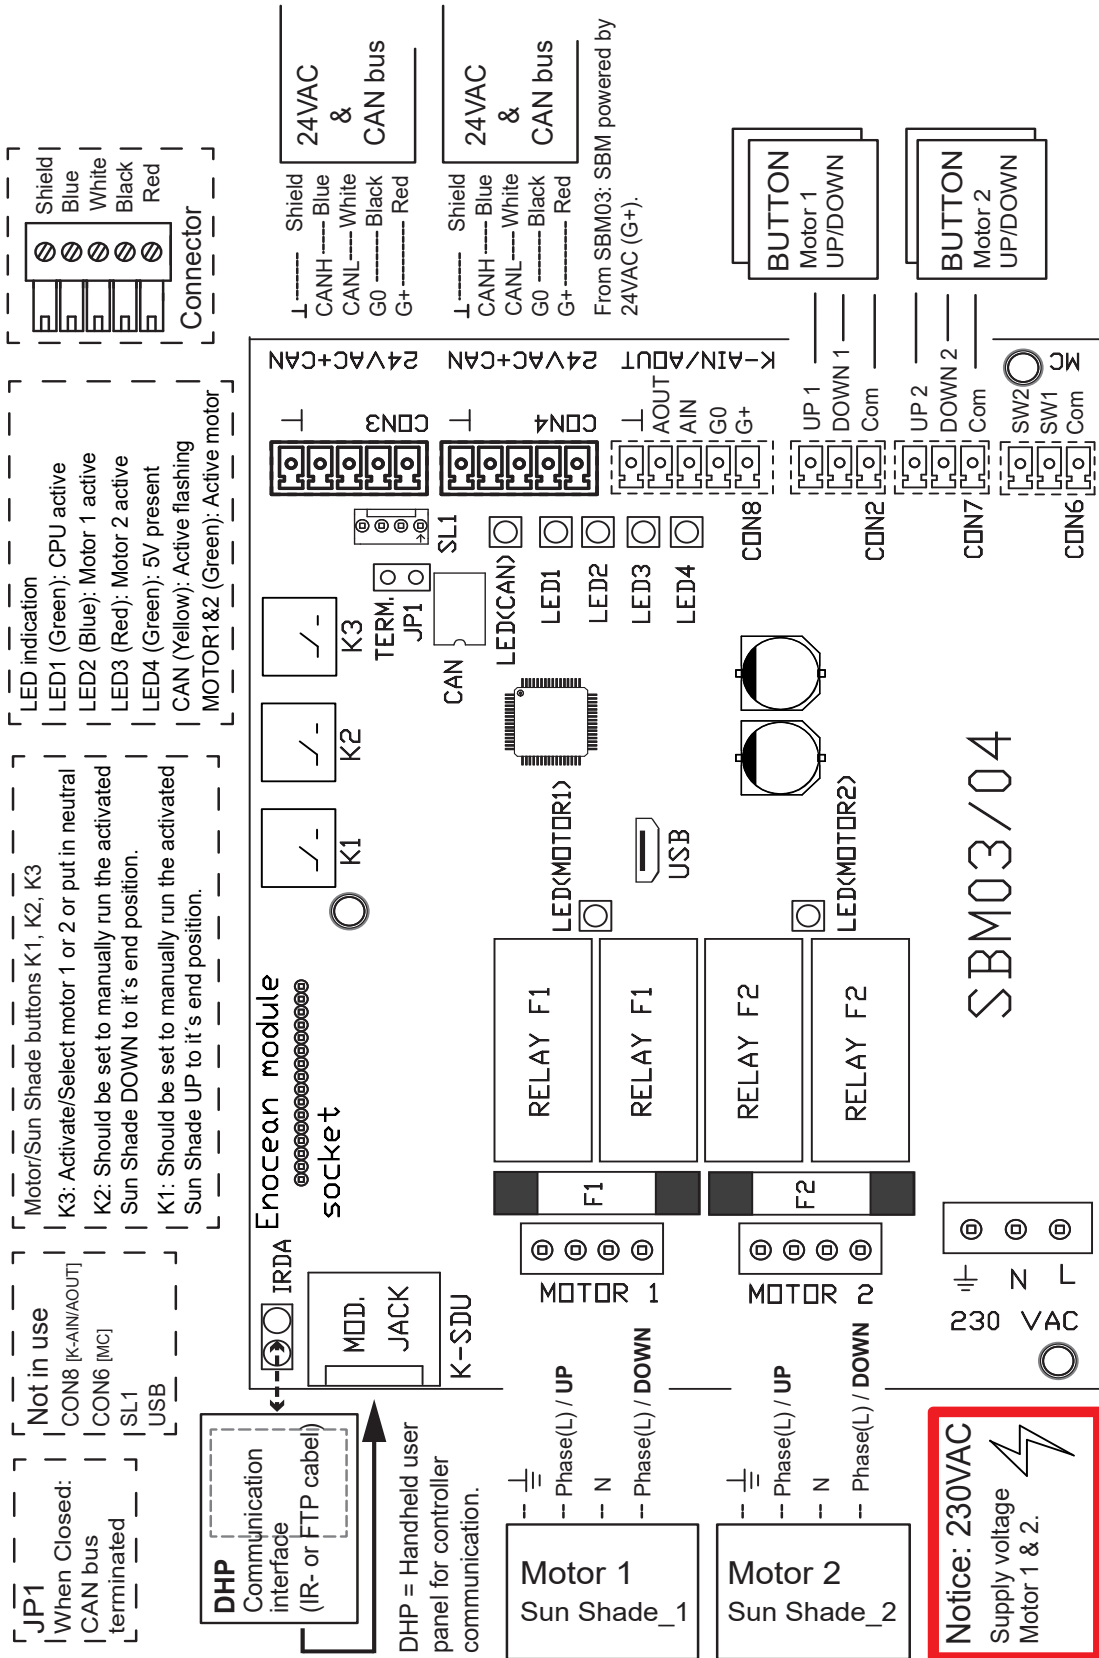 JP1
When Closed:
CAN bus
terminated
Not in use
CON8 [K-AIN/AOUT]
CON6 [MC]
SL1
USB
Motor/Sun Shade buttons K1, K2, K3
K3: Activate/Select motor 1 or 2 or put in neutral
K2: Should be set to manually run the activated
Sun Shade DOWN to it´s end position.
K1: Should be set to manually run the activated
Sun Shade UP to it´s end position.
LED indication
LED1 (Green): CPU active
LED2 (Blue): Motor 1 active
LED3 (Red): Motor 2 active
LED4 (Green): 5V present
CAN (Yellow): Active flashing
MOTOR1&2 (Green): Active motor
Shield
Blue
White
Black
Red
Connector
DHP
Communication
interface
(IR- or FTP cabel)
DHP = Handheld user
panel for controller
communication.
IRDA
MOD.
JACK
K-SDU
Enocean module
socket
K1
K2
K3
TERM.
JP1
CAN
SL1
LED(CAN)
LED1
LED2
LED3
LED4
24VAC+CAN
⊥
CON3
24VAC+CAN
⊥
CON4
⊥ Shield
CANH Blue
CANL White
G0 Black
G+ Red
24VAC
&
CAN bus
⊥ Shield
CANH Blue
CANL White
G0 Black
G+ Red
24VAC
&
CAN bus
From SBM03: SBM powered by
24VAC (G+).
K-AIN/AOUT
⊥
AOUT
AIN
G0
G+
CON8
UP 1
DOWN 1
Com
CON2
BUTTON
Motor 1
UP/DOWN
UP 2
DOWN 2
Com
CON7
BUTTON
Motor 2
UP/DOWN
MC
SW2
SW1
Com
CON6
LED(MOTOR1)
USB
LED(MOTOR2)
RELAY F1
RELAY F1
RELAY F2
RELAY F2
F1
F2
MOTOR 1
MOTOR 2
SBM03/04
Motor 1
Sun Shade_1
Phase(L) / UP
N
Phase(L) / DOWN
Motor 2
Sun Shade_2
Phase(L) / UP
N
Phase(L) / DOWN
N
L
230 VAC
Notice: 230VAC
Supply voltage
Motor 1 & 2.